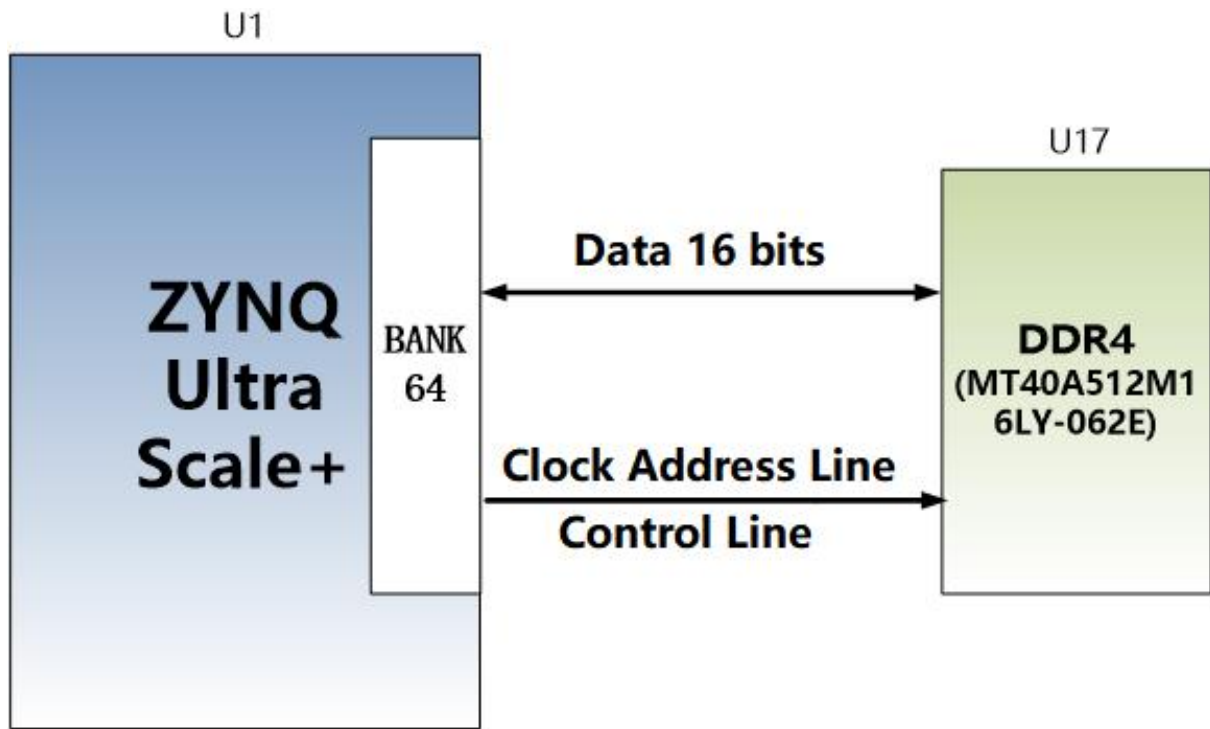 U1
U17
Data 16 bits
ZYNQ
Ultra
Scale+
BANK
64
DDR4
(MT40A512M1
6LY-062E)
Clock Address Line
Control Line